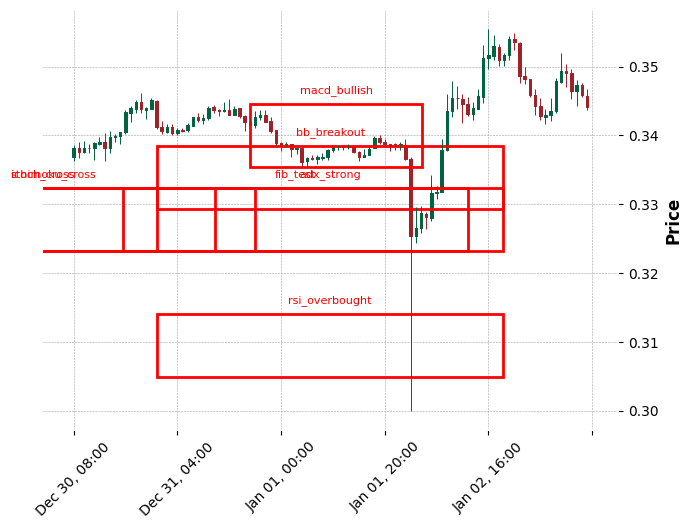 macd_bullish
bb_breakout
fib_test
adx_strong
rsi_overbought
0.35
0.34
0.33
0.32
0.31
0.30
Price
Dec 30, 08:00
Dec 31, 04:00
Jan 01, 00:00
Jan 01, 20:00
Jan 02, 16:00